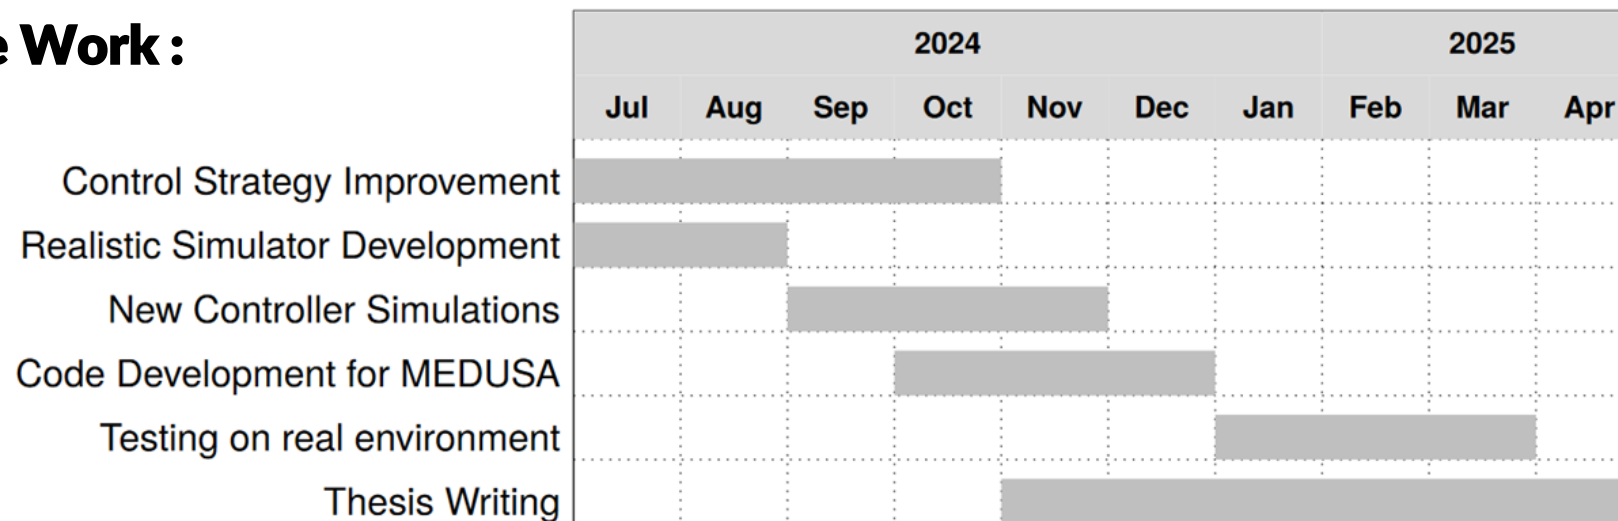 e Work :
2024 2025
Jul Aug Sep Oct Nov Dec Jan Feb Mar Apr
Control Strategy Improvement
Realistic Simulator Development
New Controller Simulations
Code Development for MEDUSA
Testing on real environment
Thesis Writing